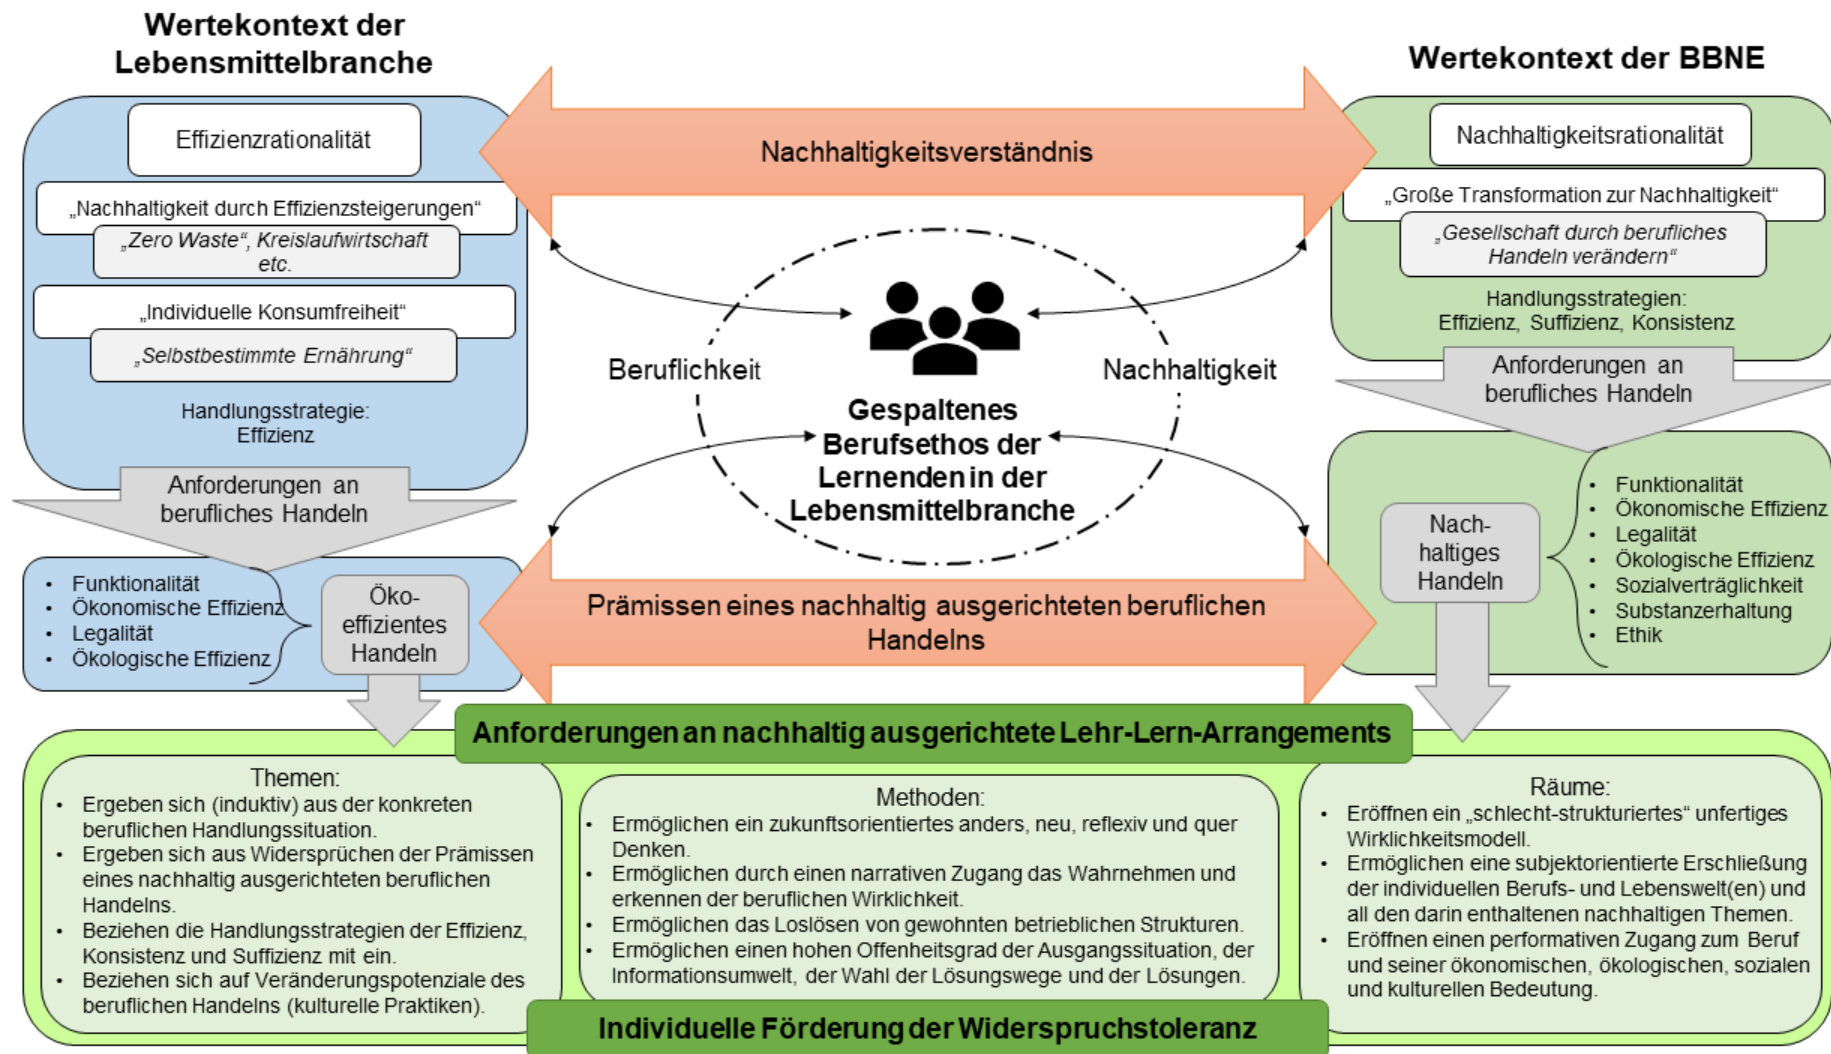 Wertekontext der
Lebensmittelbranche
Effizienzrationalität
„Nachhaltigkeit durch Effizienzsteigerungen“
„Zero Waste“, Kreislaufwirtschaft
etc.
„Individuelle Konsumfreiheit“
„Selbstbestimmte Ernährung“
Handlungsstrategie:
Effizienz
Anforderungen an
berufliches Handeln
• Funktionalität
• Ökonomische Effizienz
• Legalität
• Ökologische Effizienz
Öko-
effizientes
Handeln
Nachhaltigkeitsverständnis
Beruflichkeit
Nachhaltigkeit
Gespaltenes
Berufsethos der
Lernenden in der
Lebensmittelbranche
Prämissen eines nachhaltig ausgerichteten beruflichen
Handelns
Wertekontext der BBNE
Nachhaltigkeitsrationalität
„Große Transformation zur Nachhaltigkeit“
„Gesellschaft durch berufliches
Handeln verändern“
Handlungsstrategien:
Effizienz, Suffizienz, Konsistenz
Anforderungen an
berufliches Handeln
Nach-
haltiges
Handeln
• Funktionalität
• Ökonomische Effizienz
• Legalität
• Ökologische Effizienz
• Sozialverträglichkeit
• Substanzerhaltung
• Ethik
Anforderungen an nachhaltig ausgerichtete Lehr-Lern-Arrangements
Themen:
• Ergeben sich (induktiv) aus der konkreten
beruflichen Handlungssituation.
• Ergeben sich aus Widersprüchen der Prämissen
eines nachhaltig ausgerichteten beruflichen
Handelns.
• Beziehen die Handlungsstrategien der Effizienz,
Konsistenz und Suffizienz mit ein.
• Beziehen sich auf Veränderungspotenziale des
beruflichen Handelns (kulturelle Praktiken).
Methoden:
• Ermöglichen ein zukunftsorientiertes anders, neu, reflexiv und quer
Denken.
• Ermöglichen durch einen narrativen Zugang das Wahrnehmen und
erkennen der beruflichen Wirklichkeit.
• Ermöglichen das Loslösen von gewohnten betrieblichen Strukturen.
• Ermöglichen einen hohen Offenheitsgrad der Ausgangssituation, der
Informationsumwelt, der Wahl der Lösungswege und der Lösungen.
Räume:
• Eröffnen ein „schlecht-strukturiertes“ unfertiges
Wirklichkeitsmodell.
• Ermöglichen eine subjektorientierte Erschließung
der individuellen Berufs- und Lebenswelt(en) und
all den darin enthaltenen nachhaltigen Themen.
• Eröffnen einen performativen Zugang zum Beruf
und seiner ökonomischen, ökologischen, sozialen
und kulturellen Bedeutung.
Individuelle Förderung der Widerspruchstoleranz